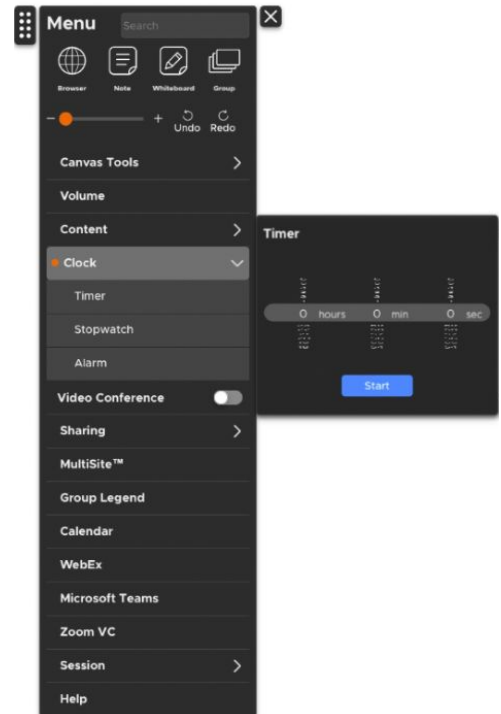 Menu
Search
Browser Note Whiteboard Group
- + Undo Redo
Canvas Tools
Volume
Content
Clock
Timer
Stopwatch
Alarm
Video Conference
Sharing
MultiSite™
Group Legend
Calendar
WebEx
Microsoft Teams
Zoom VC
Session
Help
Timer
0 hours 0 min 0 sec
Start